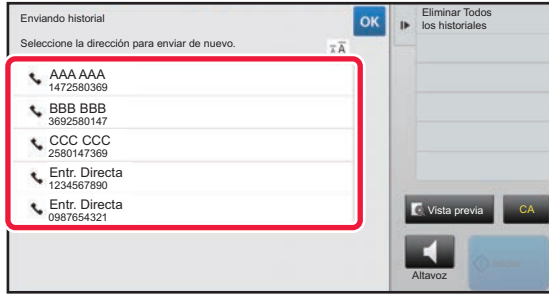 Enviando historial
OK
Seleccione la dirección para enviar de nuevo.
AAA AAA
1472580369
BBB BBB
3692580147
CCC CCC
2580147369
Entr. Directa
1234567890
Entr. Directa
0987654321
Eliminar Todos
los historiales
Vista previa
CA
Altavoz